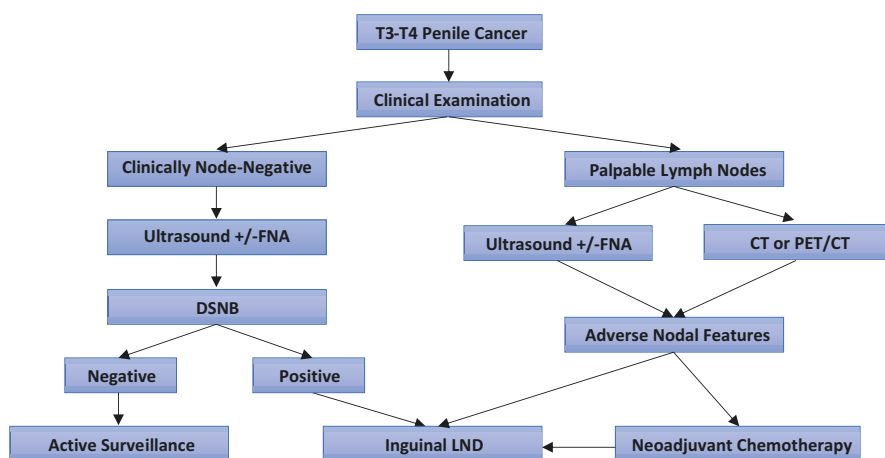 T3-T4 Penile Cancer
Clinical Examination
Clinically Node-Negative
Palpable Lymph Nodes
Ultrasound +/-FNA
Ultrasound +/-FNA
CT or PET/CT
DSNB
Adverse Nodal Features
Negative
Positive
Active Surveillance
Inguinal LND
Neoadjuvant Chemotherapy